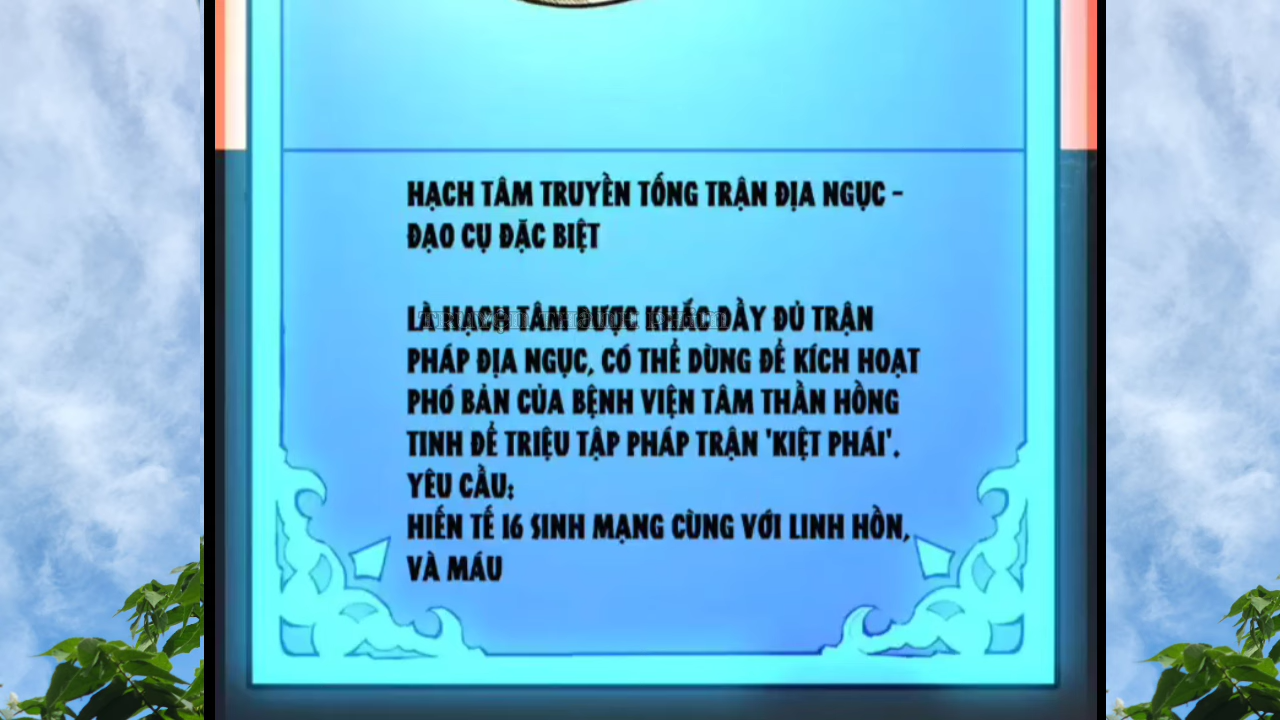 HẠCH TÂM TRUYỀN TỐNG TRẬN ĐỊA NGỤC -
ĐẠO CỤ ĐẶC BIỆT
LÀ HẠCH TÂM ĐƯỢC KHẮC ĐẦY ĐỦ TRẬN
PHÁP ĐỊA NGỤC, CÓ THỂ DÙNG ĐỂ KÍCH HOẠT
PHÓ BẢN CỦA BỆNH VIỆN TÂM THẦN HỒNG
TINH ĐỂ TRIỆU TẬP PHÁP TRẬN 'KIỆT PHÁI'.
YÊU CẦU:
HIẾN TẾ 16 SINH MẠNG CÙNG VỚI LINH HỒN,
VÀ MÁU